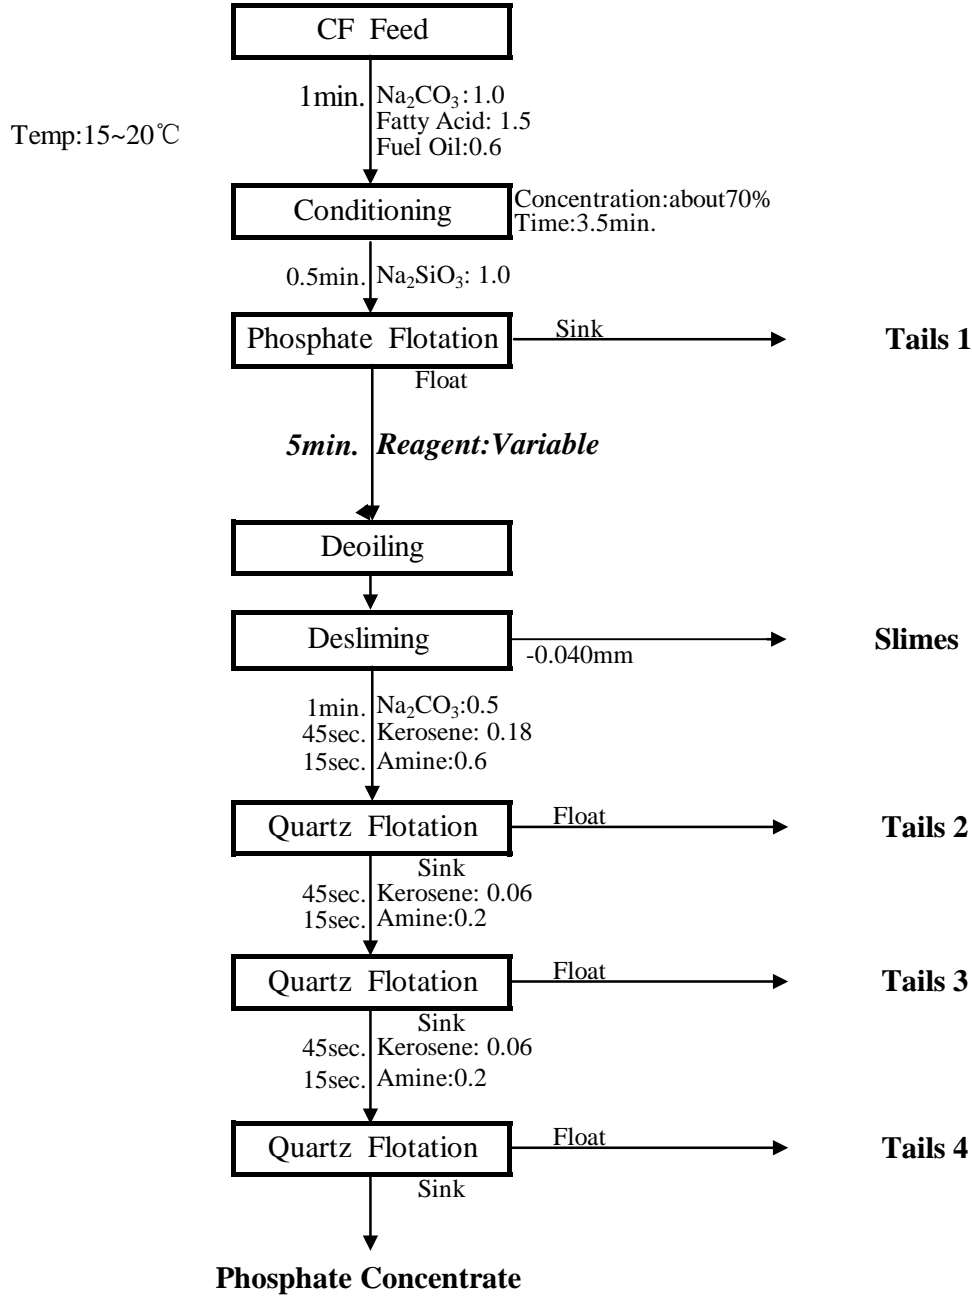 CF Feed
1min. Na₂CO₃:1.0
Fatty Acid: 1.5
Temp:15~20℃
Fuel Oil:0.6
Conditioning
Concentration:about70%
Time:3.5min.
0.5min. Na₂SiO₃: 1.0
Phosphate Flotation
Sink
Tails 1
Float
5min. Reagent:Variable
Deoiling
Desliming
-0.040mm
Slimes
1min. Na₂CO₃:0.5
45sec. Kerosene: 0.18
15sec. Amine:0.6
Quartz Flotation
Float
Tails 2
Sink
45sec. Kerosene: 0.06
15sec. Amine:0.2
Quartz Flotation
Float
Tails 3
Sink
45sec. Kerosene: 0.06
15sec. Amine:0.2
Quartz Flotation
Float
Tails 4
Sink
Phosphate Concentrate